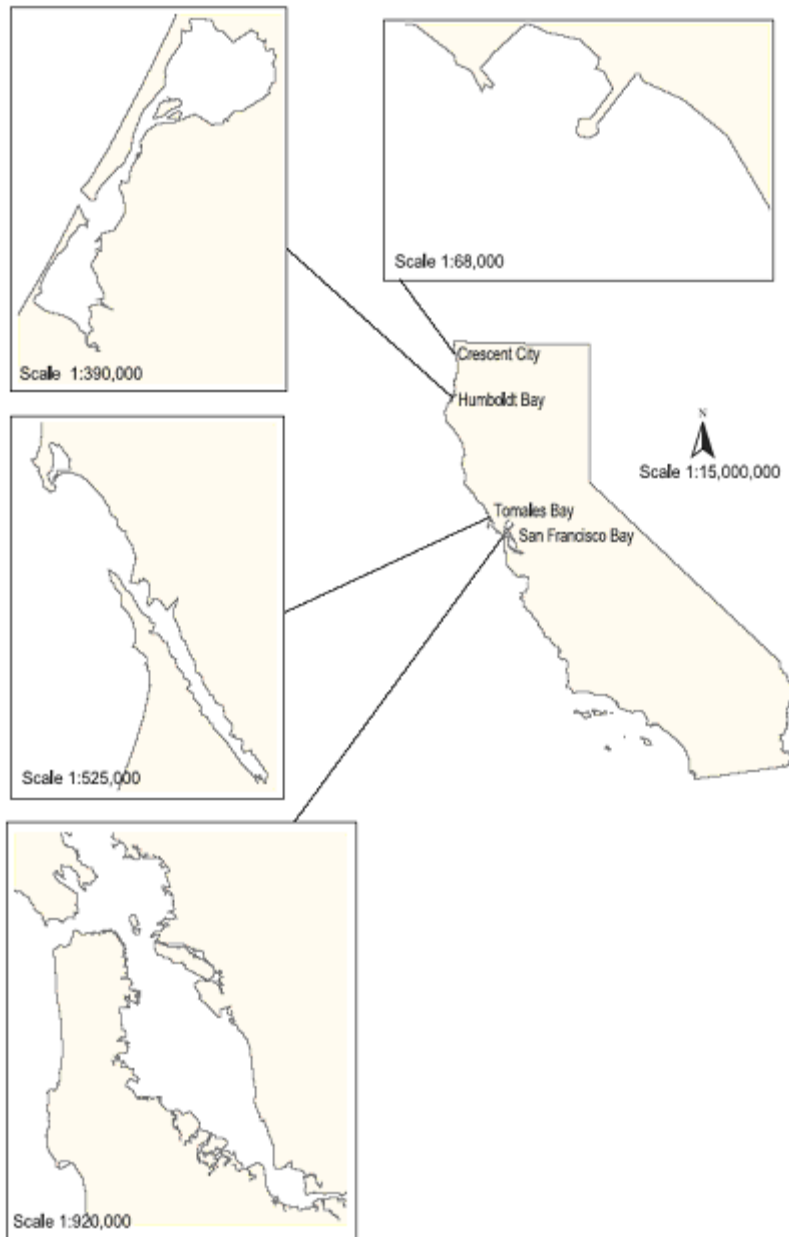 Scale 1:390,000
Scale 1:68,000
Crescent City
Humboldt Bay
N
Scale 1:15,000,000
Tomales Bay
San Francisco Bay
Scale 1:525,000
Scale 1:920,000